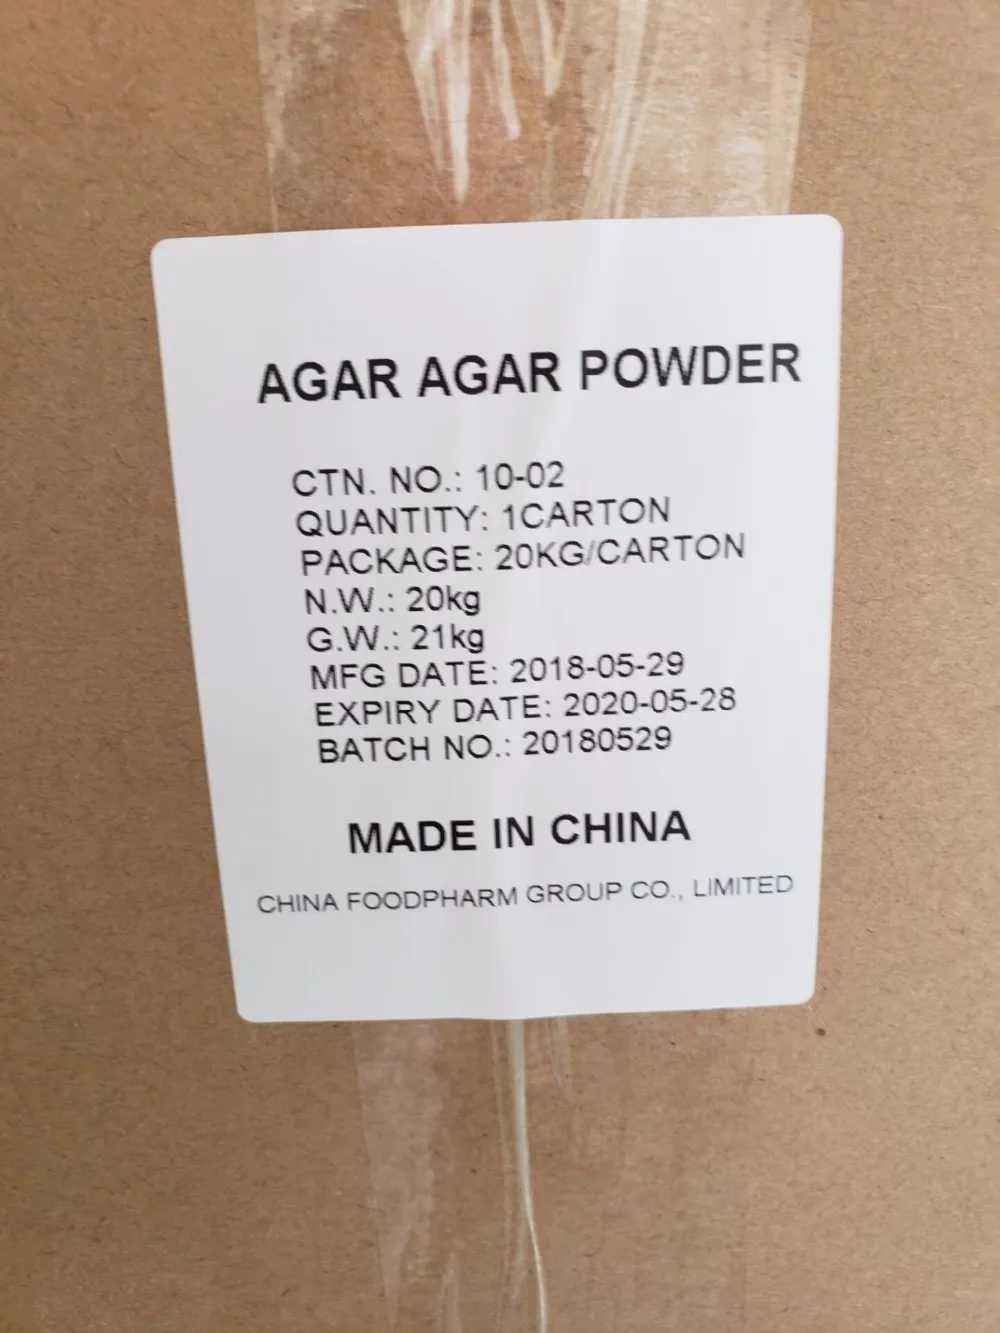 AGAR AGAR POWDER
CTN. NO.: 10-02
QUANTITY: 1CARTON
PACKAGE: 20KG/CARTON
N.W.: 20kg
G.W.: 21kg
MFG DATE: 2018-05-29
EXPIRY DATE: 2020-05-28
BATCH NO.: 20180529
MADE IN CHINA
CHINA FOODPHARM GROUP CO., LIMITED